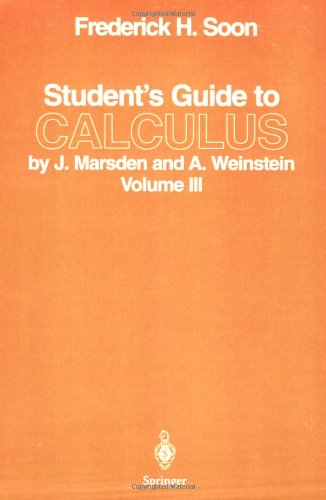 Frederick H. Soon
Student's Guide to
CALCULUS
by J. Marsden and A. Weinstein
Volume III
Springer